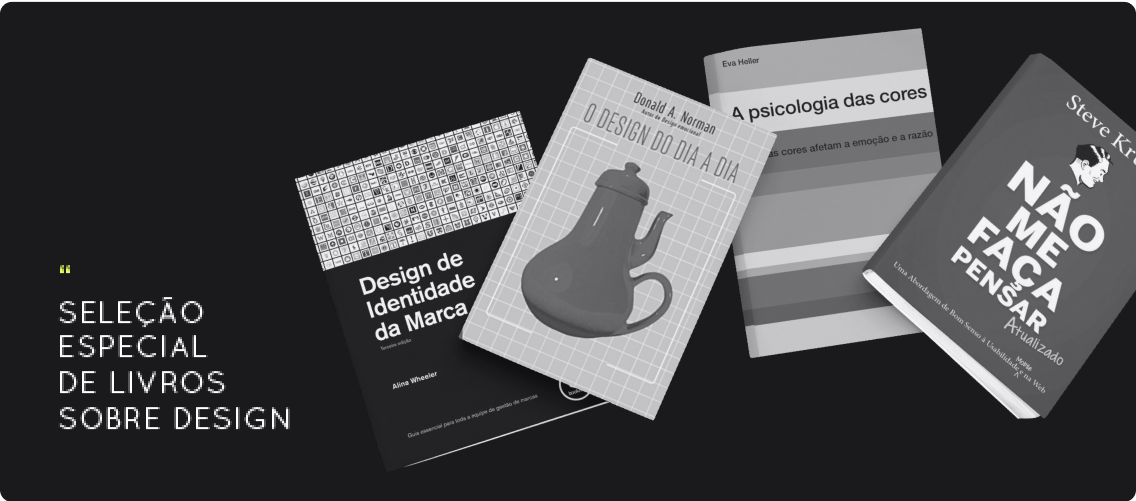 “
SELEÇÃO
ESPECIAL
DE LIVROS
SOBRE DESIGN
Design de
Identidade
da Marca
Terceira edição
Alina Wheeler
Guia essencial para toda a equipe de gestão de marcas
Donald A. Norman
Autor de Design emocional
O DESIGN DO DIA A DIA
Eva Heller
A psicologia das cores
as cores afetam a emoção e a razão
Steve Kr
NÃO
ME
FAÇA
PENSAR
Atualizado
Uma Abordagem de Bom Senso à Usabilidade e na Web
Mobile